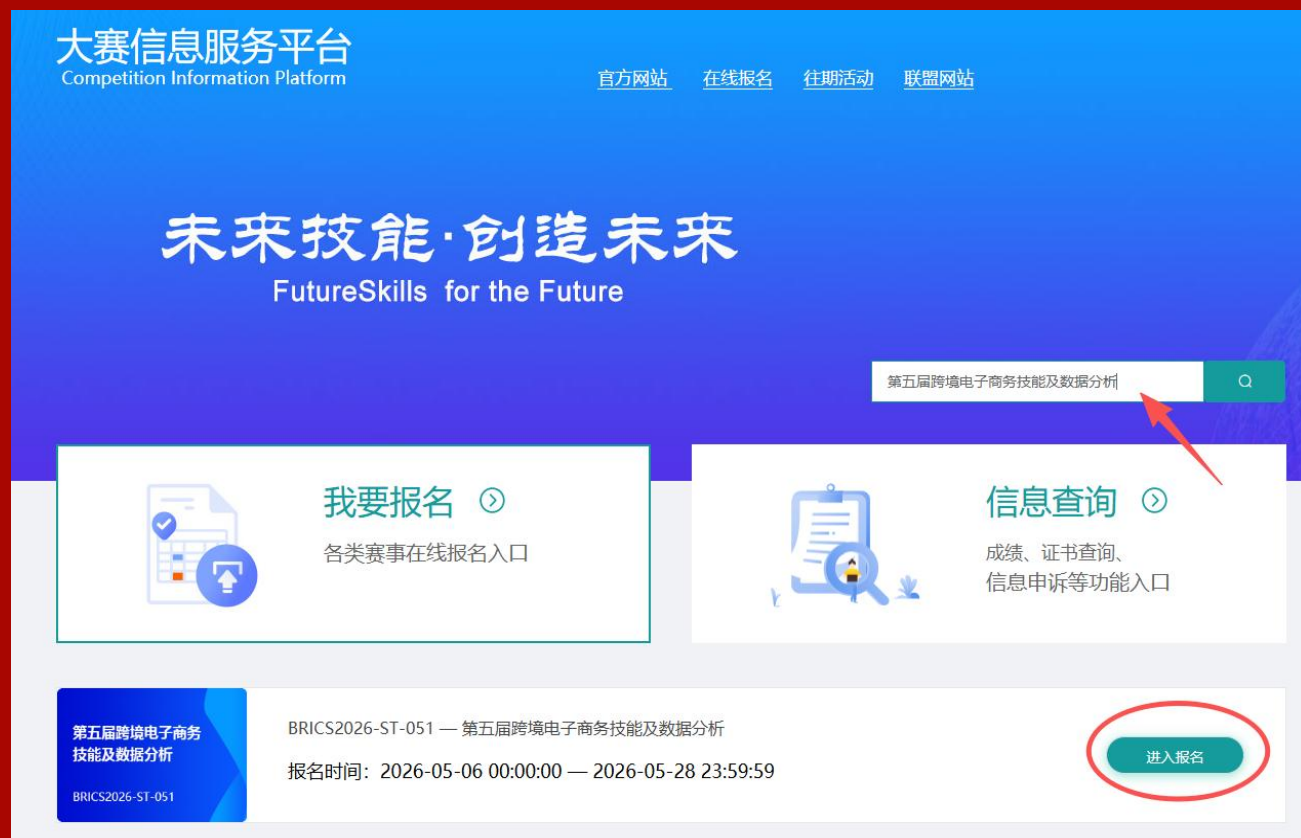 大赛信息服务平台
Competition Information Platform
官方网站 在线报名 往期活动 联盟网站
未来技能·创造未来
FutureSkills for the Future
第五届跨境电子商务技能及数据分析
我要报名
各类赛事在线报名入口
信息查询
成绩、证书查询、
信息申诉等功能入口
第五届跨境电子商务
技能及数据分析
BRICS2026-ST-051
BRICS2026-ST-051 — 第五届跨境电子商务技能及数据分析
报名时间：2026-05-06 00:00:00 — 2026-05-28 23:59:59
进入报名